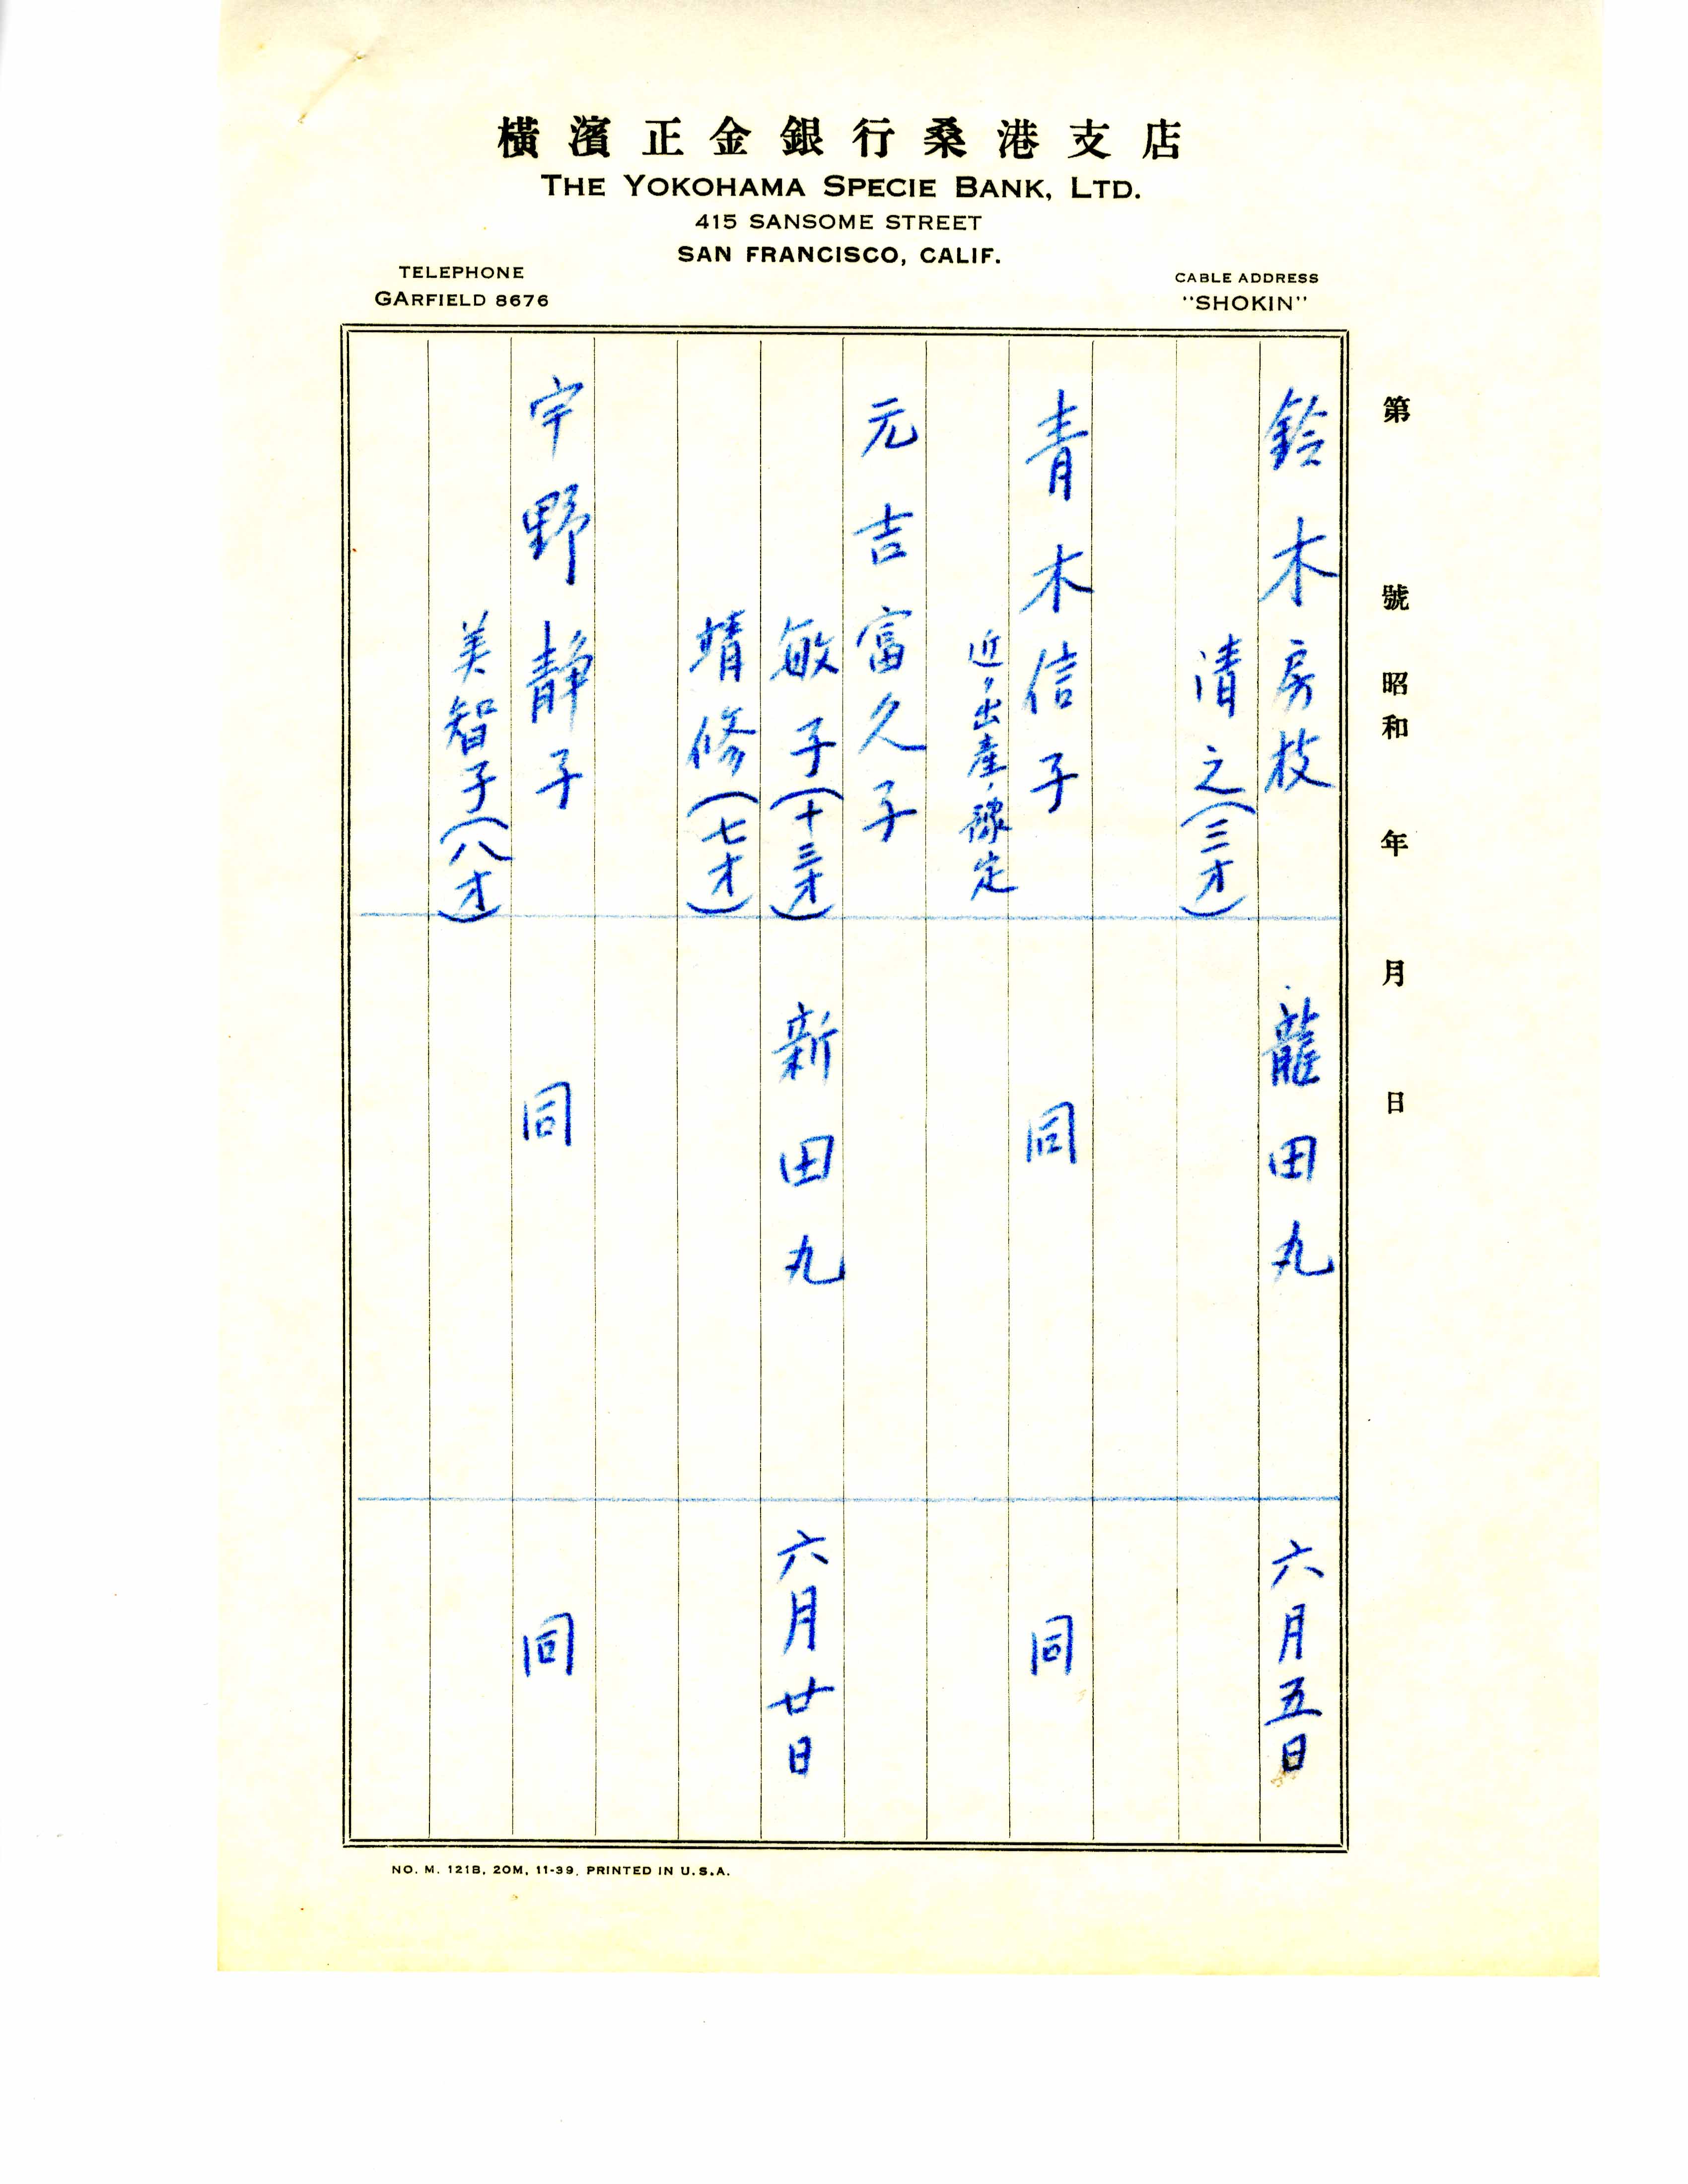 橫濱正金銀行桑港支店
THE YOKOHAMA SPECIE BANK, LTD.
415 SANSOME STREET
SAN FRANCISCO, CALIF.
TELEPHONE
GARFIELD 8676
CABLE ADDRESS
"SHOKIN"
第 號 昭和 年 月 日
鈴木房枝 龍田丸 六月五日
清之(三才)
青木信子 同 同
近々出産ノ豫定
元吉富久子
敏子(十三才) 新田丸 六月廿日
靖修(七才)
宇野静子 同 同
美智子(八才)
NO. M. 121B, 20M, 11-39, PRINTED IN U.S.A.